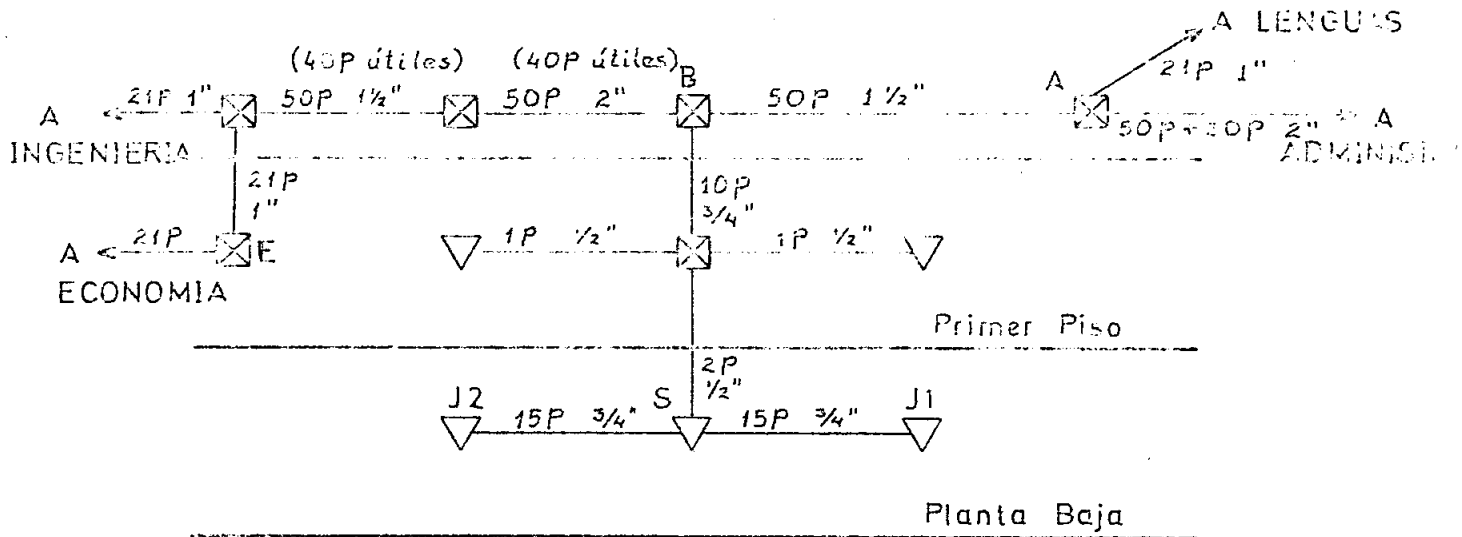 A LENGUAS
21P 1"
(40P útiles) (40P útiles)
B A
21P 1" 50P 1½" 50P 2" 50P 1½"
A INGENIERIA
50P 2" A
21P 1"
10P ¾"
A 21P E
ECONOMIA
1P ½" 1P ½"
Primer Piso
2P ½"
J2 S J1
15P ¾" 15P ¾"
Planta Baja